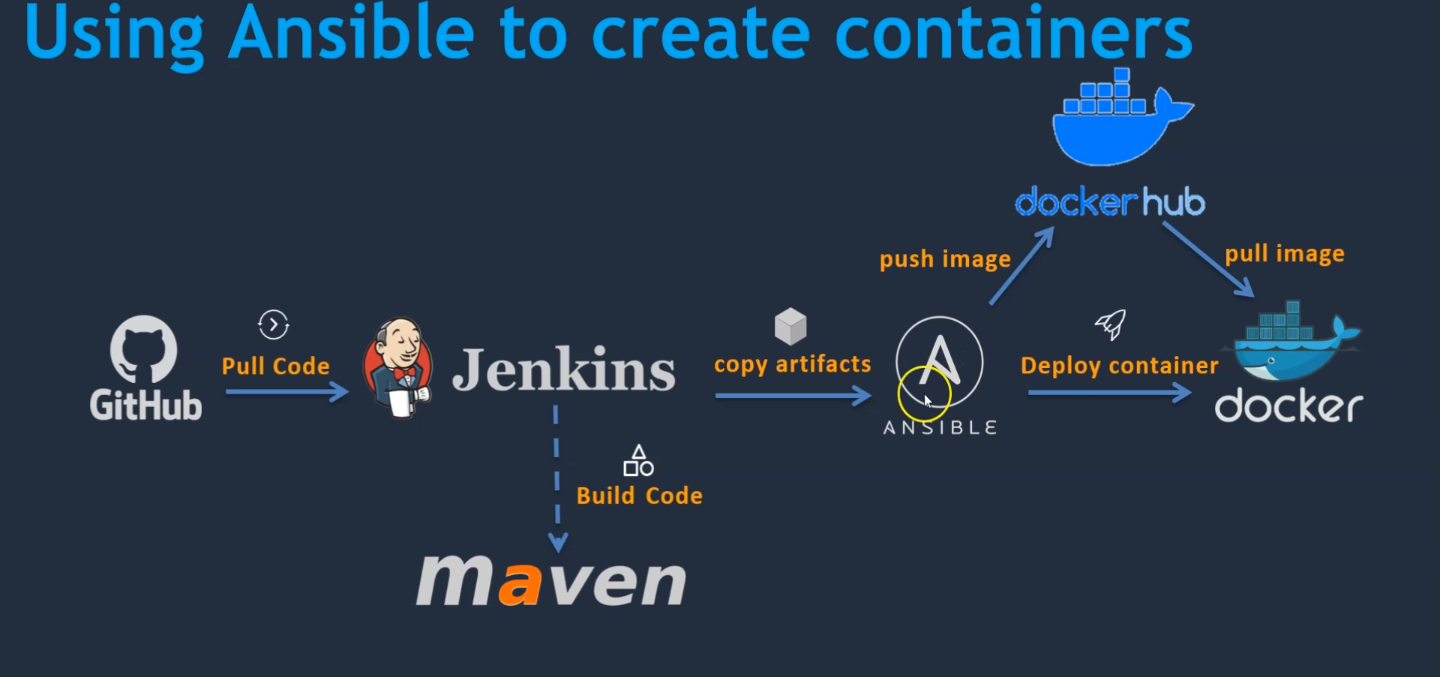 Using Ansible to create containers
docker hub
push image
pull image
GitHub
Pull Code
Jenkins
copy artifacts
ANSIBLE
Deploy container
docker
Build Code
maven